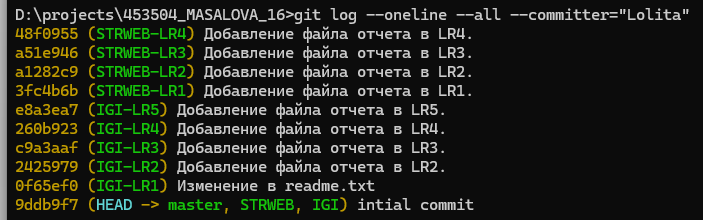 D:\projects\453504_MASALOVA_16>git log --oneline --all --committer="Lolita"
48f0955 (STRWEB-LR4) Добавление файла отчета в LR4.
a51e946 (STRWEB-LR3) Добавление файла отчета в LR3.
a1282c9 (STRWEB-LR2) Добавление файла отчета в LR2.
3fc4b6b (STRWEB-LR1) Добавление файла отчета в LR1.
e8a3ea7 (IGI-LR5) Добавление файла отчета в LR5.
260b923 (IGI-LR4) Добавление файла отчета в LR4.
c9a3aaf (IGI-LR3) Добавление файла отчета в LR3.
2425979 (IGI-LR2) Добавление файла отчета в LR2.
0f65ef0 (IGI-LR1) Изменение в readme.txt
9ddb9f7 (HEAD -> master, STRWEB, IGI) intial commit